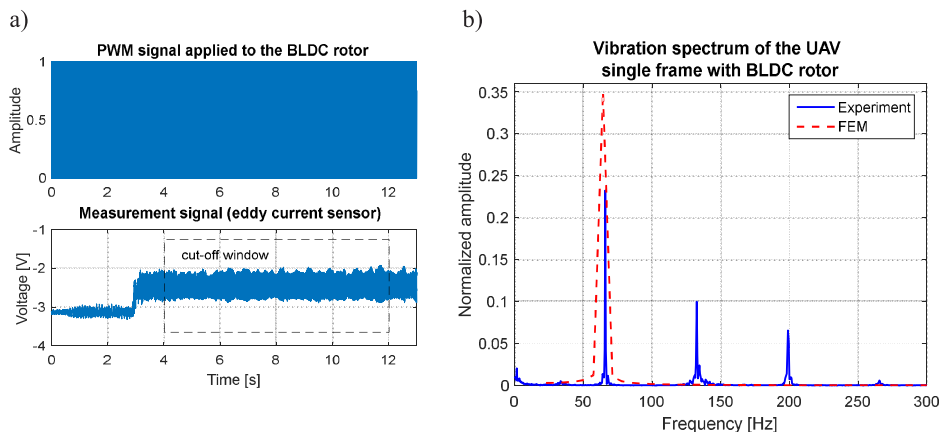 a)
PWM signal applied to the BLDC rotor
1
0.5
0
Amplitude
0 2 4 6 8 10 12
Measurement signal (eddy current sensor)
-1
-2
-3
-4
Voltage [V]
cut-off window
0 2 4 6 8 10 12
Time [s]
b)
Vibration spectrum of the UAV
single frame with BLDC rotor
0.35
0.3
0.25
0.2
0.15
0.1
0.05
0
Normalized amplitude
Experiment
FEM
0 50 100 150 200 250 300
Frequency [Hz]